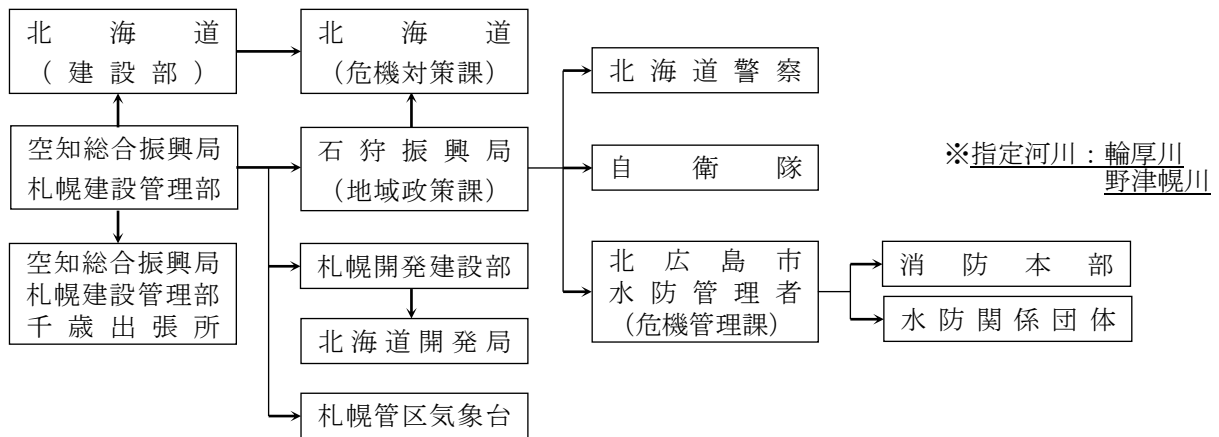 北海道
(建設部)
北海道
(危機対策課)
北海道警察
空知総合振興局
札幌建設管理部
石狩振興局
(地域政策課)
自衛隊
※指定河川：輪厚川
野津幌川
空知総合振興局
札幌建設管理部
千歳出張所
札幌開発建設部
北海道開発局
札幌管区気象台
北広島市
水防管理者
(危機管理課)
消防本部
水防関係団体